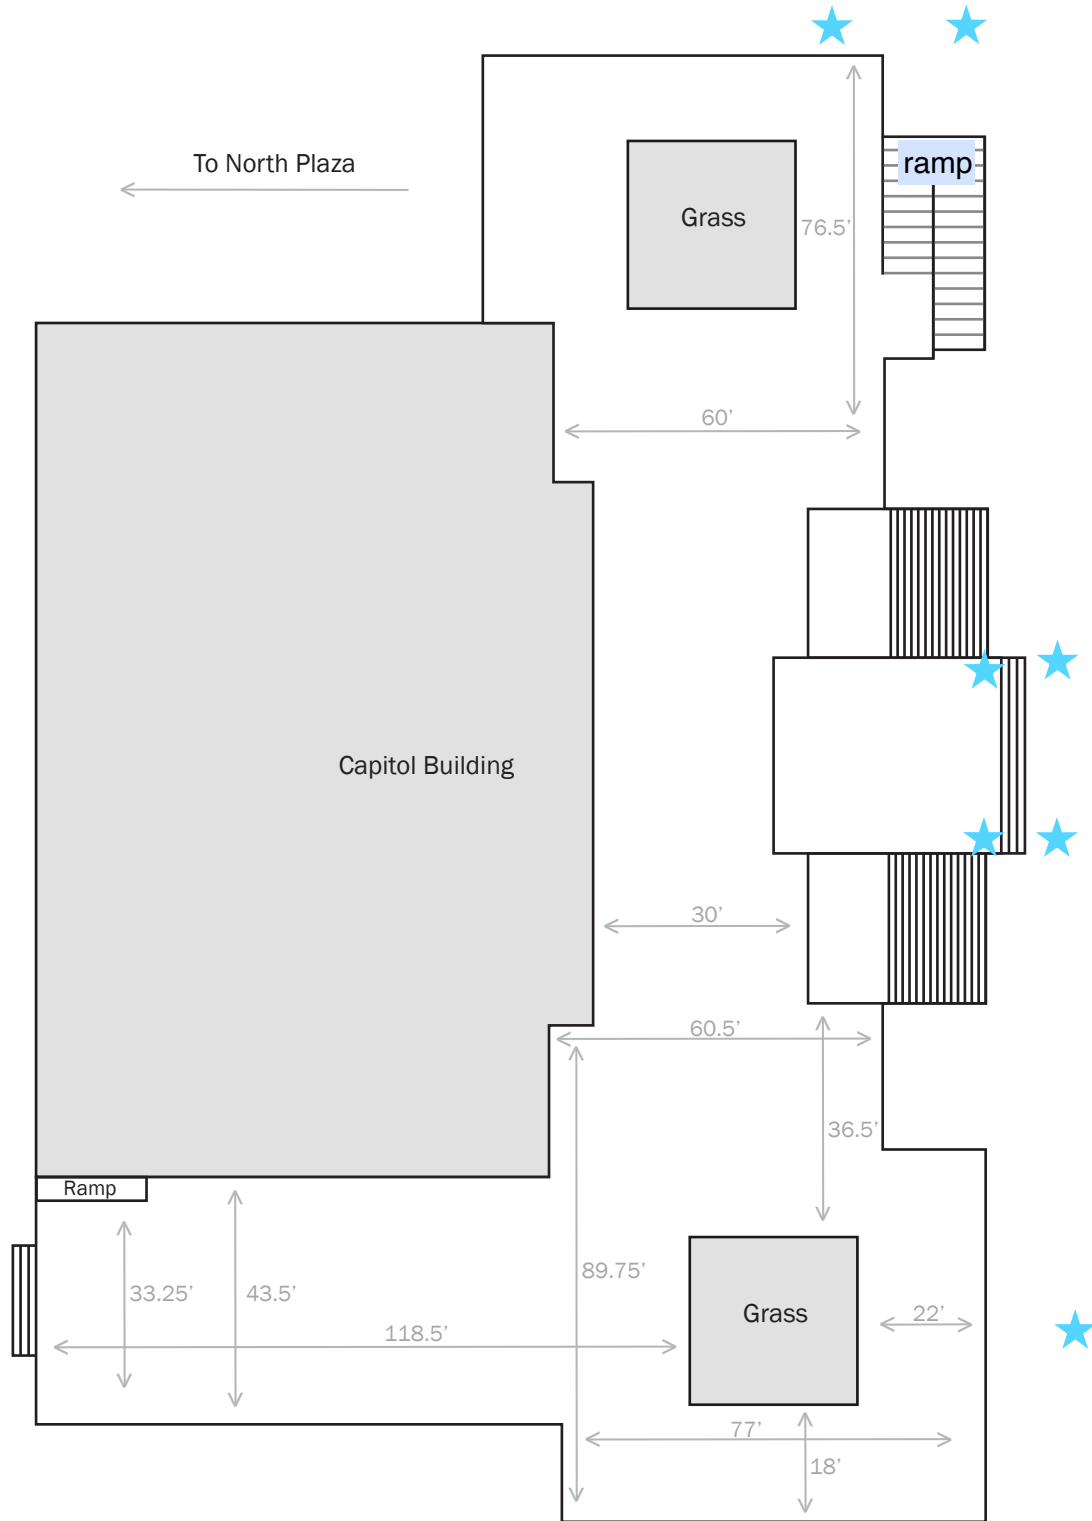 To North Plaza
ramp
Grass
76.5’
60’
Capitol Building
30’
60.5’
36.5’
Ramp
89.75’
33.25’
43.5’
Grass
22’
118.5’
77’
18’